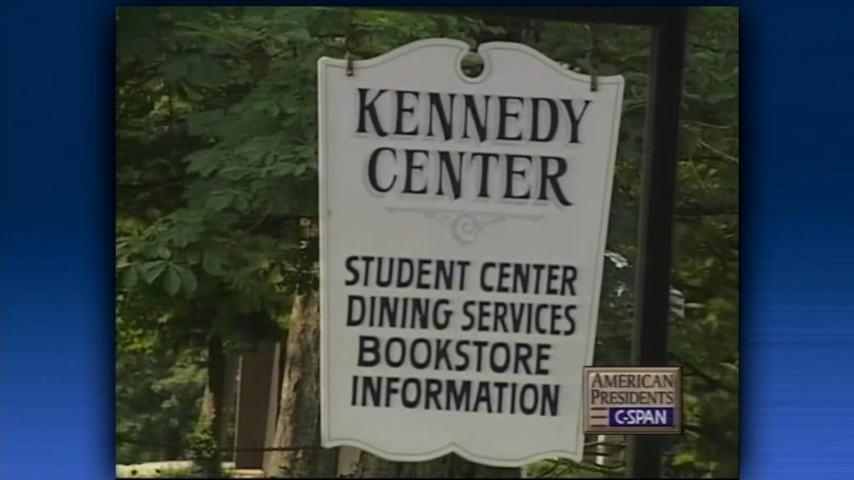 KENNEDY
CENTER
STUDENT CENTER
DINING SERVICES
BOOKSTORE
INFORMATION
AMERICAN
PRESIDENTS
C-SPAN